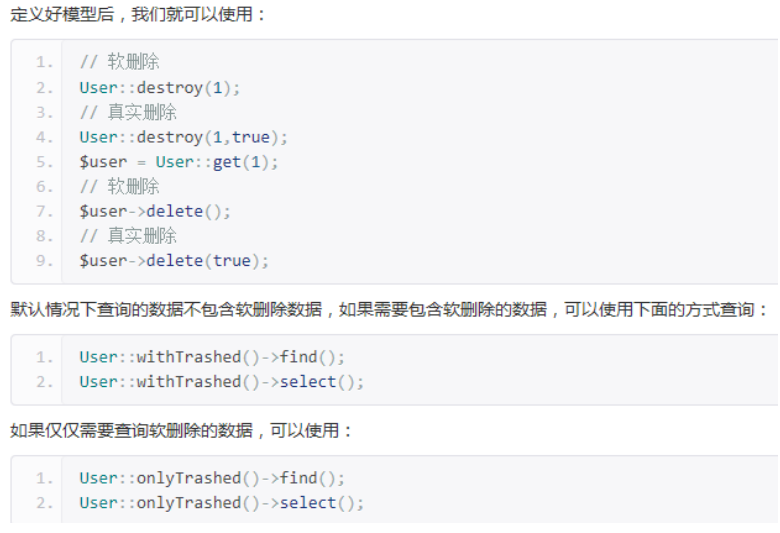 定义好模型后，我们就可以使用：
1. // 软删除
2. User::destroy(1);
3. // 真实删除
4. User::destroy(1,true);
5. $user = User::get(1);
6. // 软删除
7. $user->delete();
8. // 真实删除
9. $user->delete(true);
默认情况下查询的数据不包含软删除数据，如果需要包含软删除的数据，可以使用下面的方式查询：
1. User::withTrashed()->find();
2. User::withTrashed()->select();
如果仅仅需要查询软删除的数据，可以使用：
1. User::onlyTrashed()->find();
2. User::onlyTrashed()->select();